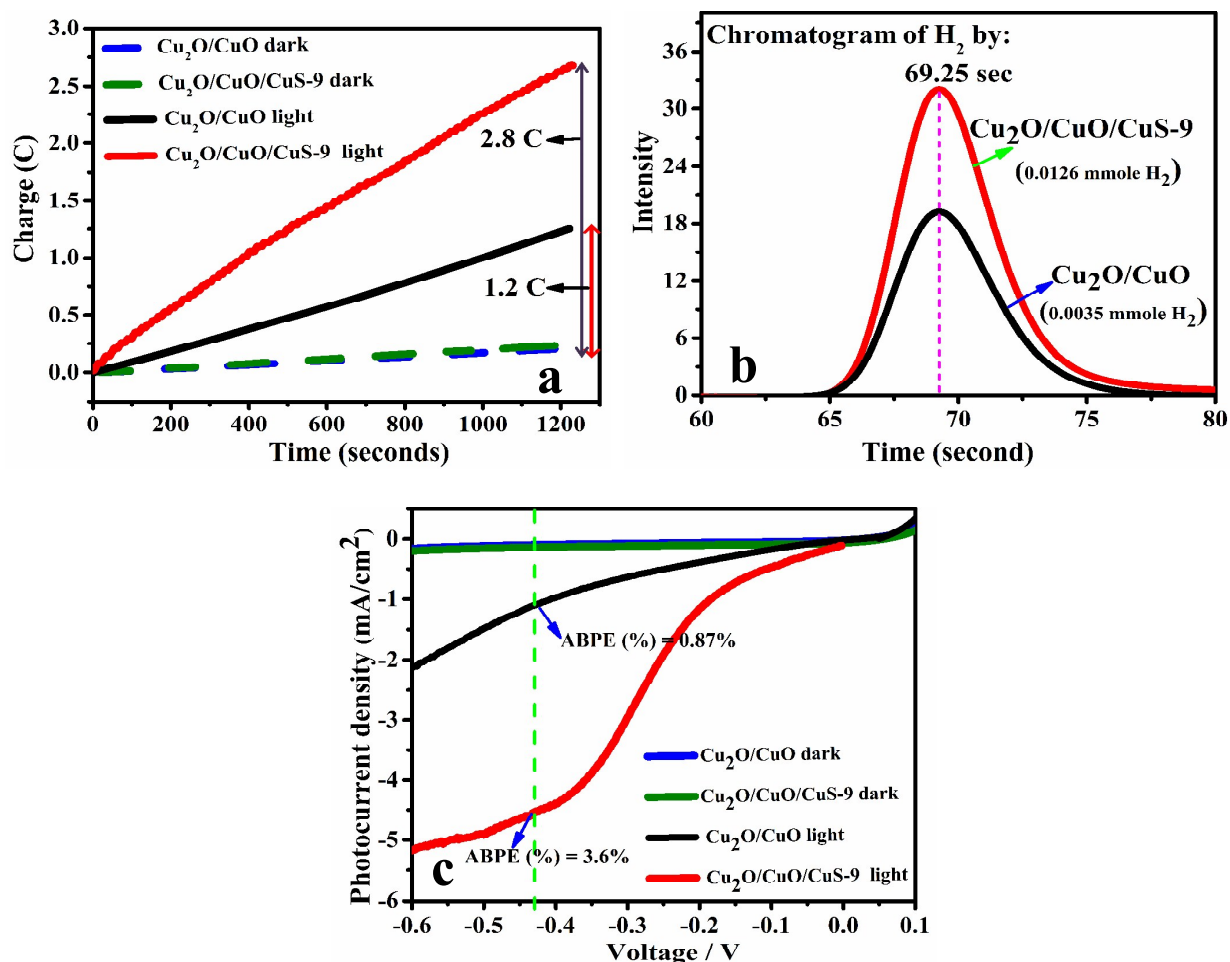 3.0
2.5
2.0
1.5
1.0
0.5
0.0
Charge (C)
Cu2O/CuO dark
Cu2O/CuO/CuS-9 dark
Cu2O/CuO light
Cu2O/CuO/CuS-9 light
2.8 C
1.2 C
a
0 200 400 600 800 1000 1200
Time (seconds)
36
30
24
18
12
6
0
Intensity
Chromatogram of H2 by:
69.25 sec
Cu2O/CuO/CuS-9
(0.0126 mmole H2)
Cu2O/CuO
(0.0035 mmole H2)
b
60 65 70 75 80
Time (second)
0
-1
-2
-3
-4
-5
-6
Photocurrent density (mA/cm2)
ABPE (%) = 0.87%
Cu2O/CuO dark
Cu2O/CuO/CuS-9 dark
Cu2O/CuO light
Cu2O/CuO/CuS-9 light
ABPE (%) = 3.6%
c
-0.6 -0.5 -0.4 -0.3 -0.2 -0.1 0.0 0.1
Voltage / V